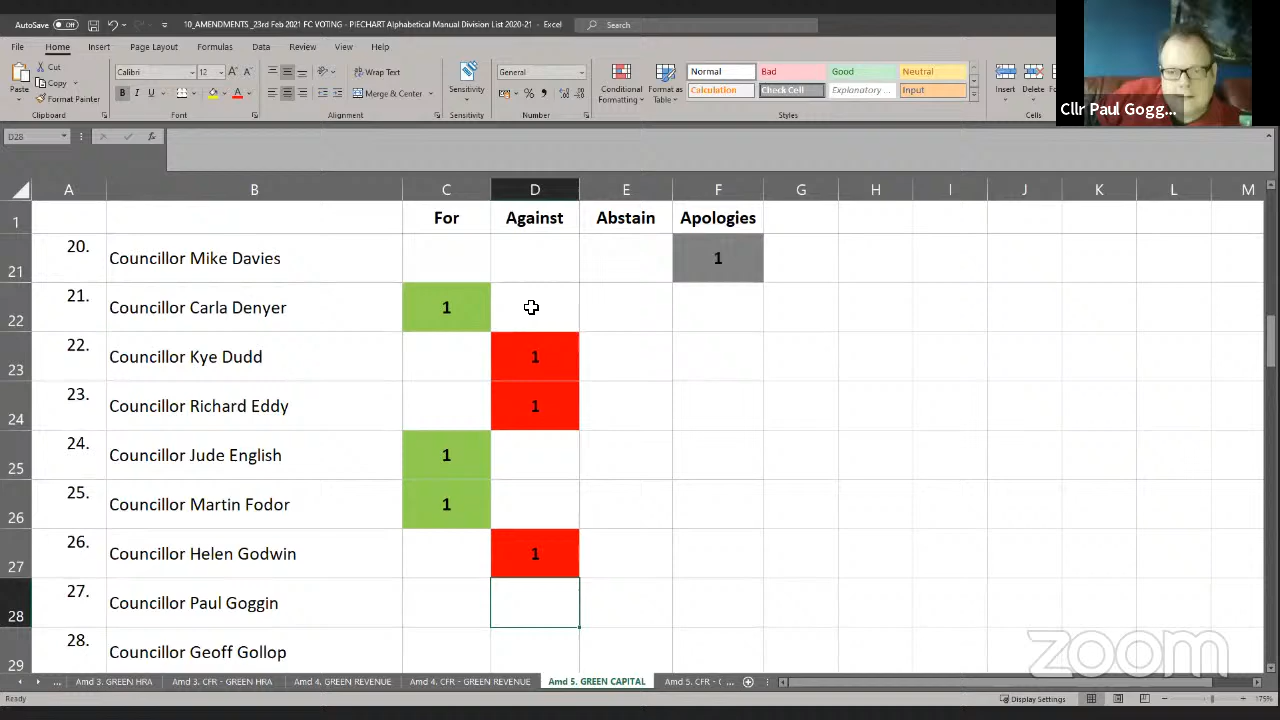 AutoSave Off 10_AMENDMENTS_23rd Feb 2021 FC VOTING - PIECHART Alphabetical Manual Division List 2020-21 - Excel Search
File Home Insert Page Layout Formulas Data Review View Help
Paste
Cut
Copy
Format Painter
Clipboard
Calibri 12
B I U
Font
Wrap Text
Merge & Center
Alignment
Sensitivity
Sensitivity
General
Number
Conditional Formatting
Format as Table
Normal Bad Good Neutral
Calculation Check Cell Explanatory ... Input
Styles
Insert Delete
Cells
Cllr Paul Gogg...
D28 fx
A B C D E F G H I J K L M
1 For Against Abstain Apologies
20. Councillor Mike Davies 1
21
21. Councillor Carla Denyer 1
22
22. Councillor Kye Dudd 1
23
23. Councillor Richard Eddy 1
24
24. Councillor Jude English 1
25
25. Councillor Martin Fodor 1
26
26. Councillor Helen Godwin 1
27
27. Councillor Paul Goggin
28
28. Councillor Geoff Gollop
29
zoom
Amd 3. GREEN HRA Amd 3. CFR - GREEN HRA Amd 4. GREEN REVENUE Amd 4. CFR - GREEN REVENUE Amd 5. GREEN CAPITAL Amd 5. CFR - ( ...
Ready Display Settings 175%